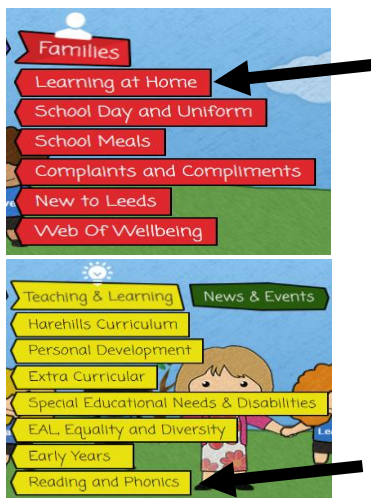 Families
Learning at Home
School Day and Uniform
School Meals
Complaints and Compliments
New to Leeds
Web Of Wellbeing
Teaching & Learning
News & Events
Harehills Curriculum
Personal Development
Extra Curricular
Special Educational Needs & Disabilities
EAL, Equality and Diversity
Early Years
Reading and Phonics